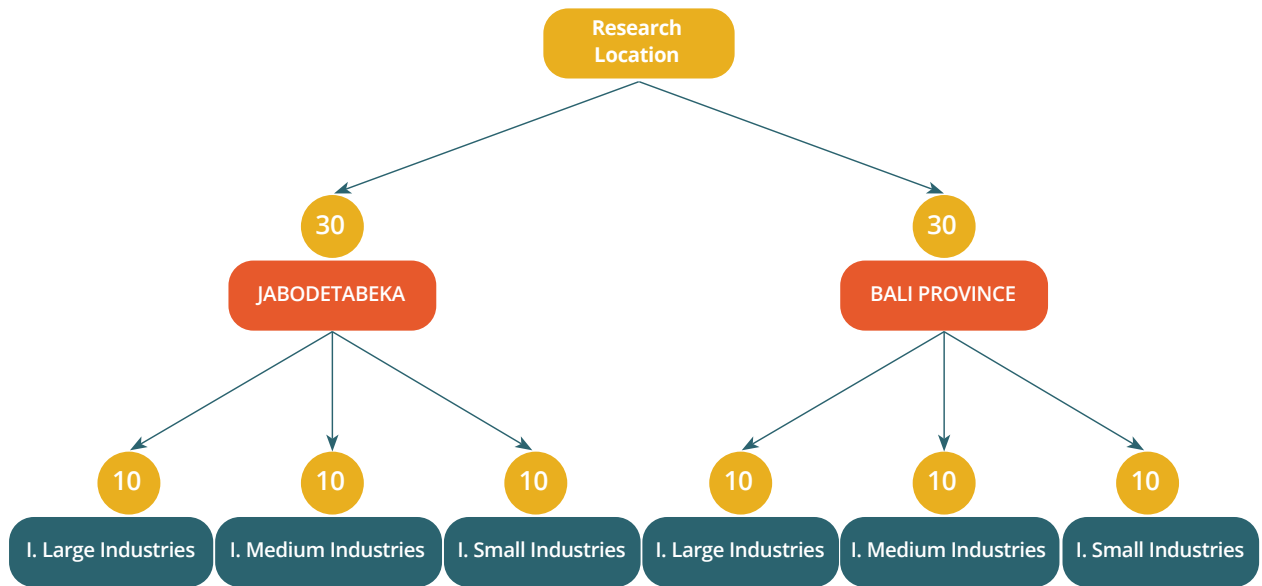 Research
Location
30
30
JABODETABEKA
BALI PROVINCE
10
10
10
10
10
10
I. Large Industries
I. Medium Industries
I. Small Industries
I. Large Industries
I. Medium Industries
I. Small Industries